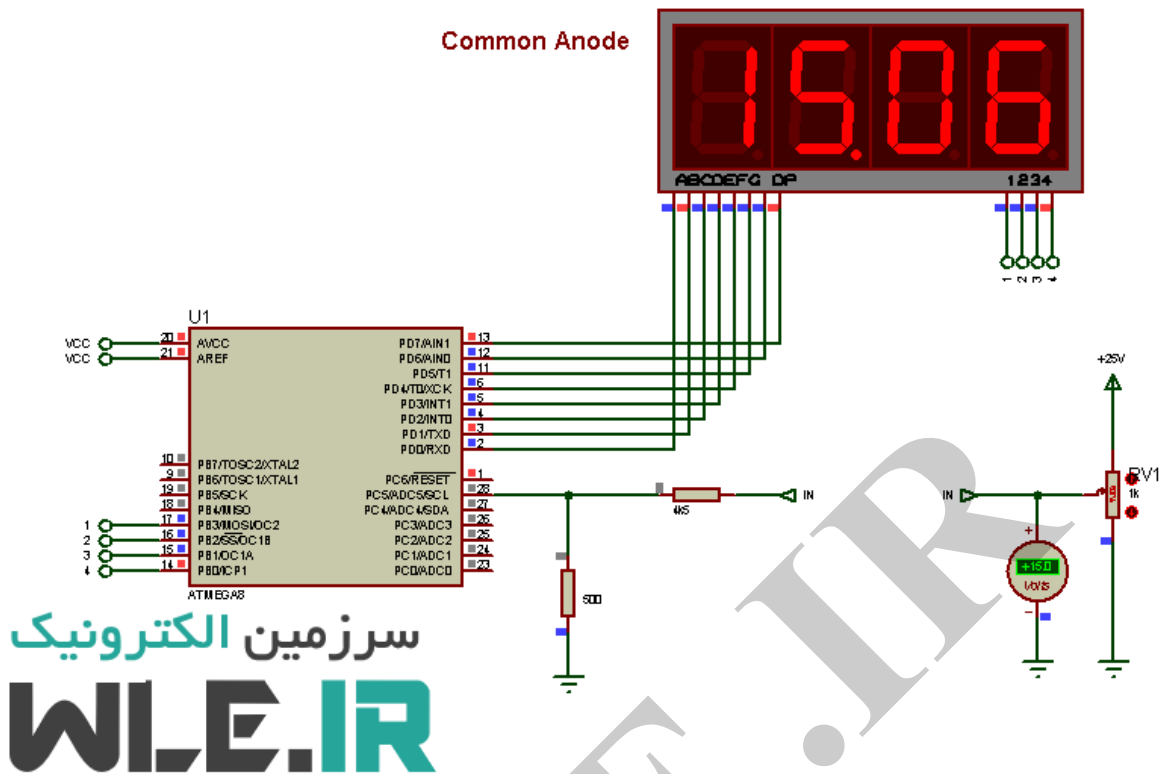 Common Anode
15.06
ABCDEFG DP
1234
1 2 3 4
U1
VCC 20 AVCC PD7/AIN1 13
VCC 21 AREF PD6/AIN0 12
PD5/T1 11
PD4/T0/XCK 6
PD3/INT1 5
PD2/INT0 4
PD1/TXD 3
PD0/RXD 2
10 PB7/TOSC2/XTAL2
9 PB6/TOSC1/XTAL1 PC6/RESET 1
19 PB5/SCK PC5/ADC5/SCL 28
18 PB4/MISO PC4/ADC4/SDA 27
1 17 PB3/MOSI/OC2 PC3/ADC3 26
2 16 PB2/SS/OC1B PC2/ADC2 25
3 15 PB1/OC1A PC1/ADC1 24
4 14 PB0/ICP1 PC0/ADC0 23
ATMEGA8
4k5
IN
500
+25V
IN
RV1
1k
+
+15.0
Volts
-
سرزمین الکترونیک
WLE.IR
E.IR